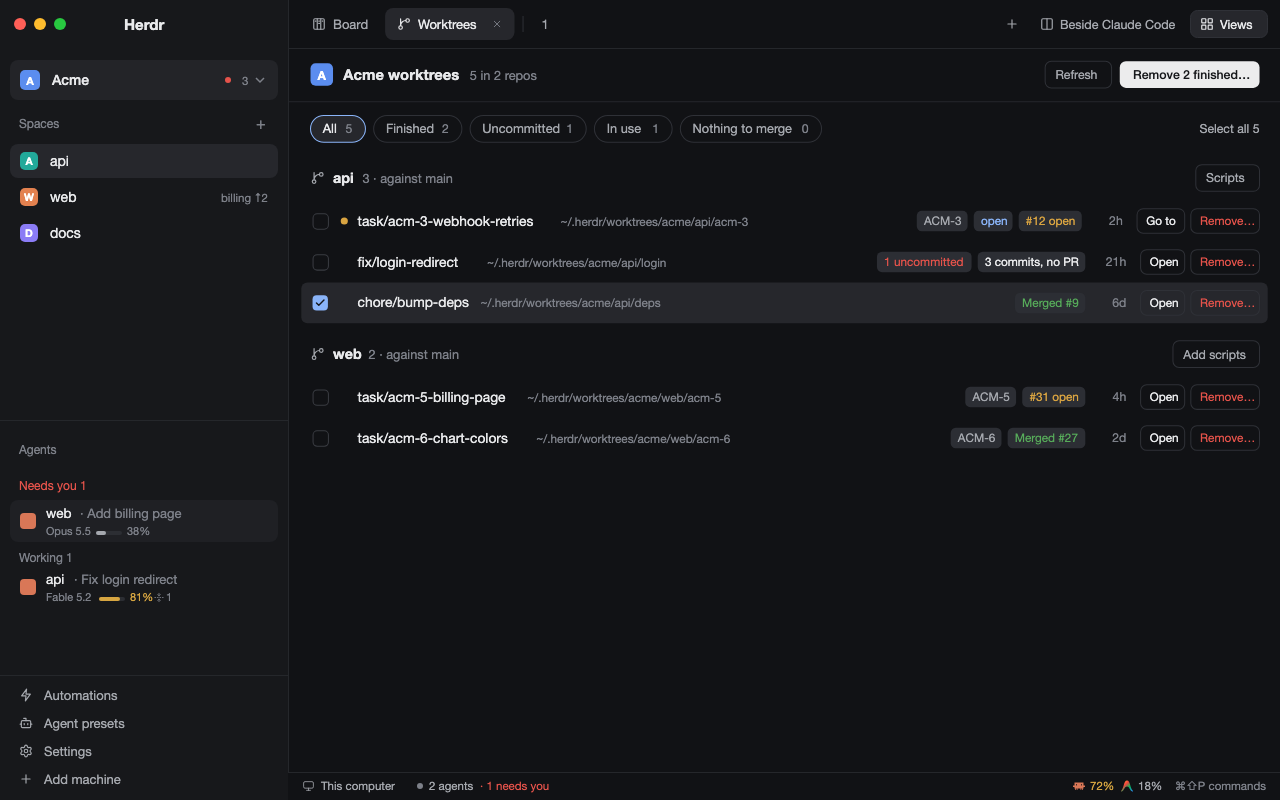 Herdr
Board
Worktrees ×
1
+
Beside Claude Code
Views
A Acme 3
A Acme worktrees 5 in 2 repos
Refresh
Remove 2 finished…
Spaces +
All 5
Finished 2
Uncommitted 1
In use 1
Nothing to merge 0
Select all 5
A api
W web billing ↑2
D docs
api 3 · against main
Scripts
task/acm-3-webhook-retries ~/.herdr/worktrees/acme/api/acm-3 ACM-3 open #12 open 2h Go to Remove…
fix/login-redirect ~/.herdr/worktrees/acme/api/login 1 uncommitted 3 commits, no PR 21h Open Remove…
chore/bump-deps ~/.herdr/worktrees/acme/api/deps Merged #9 6d Open Remove…
web 2 · against main
Add scripts
task/acm-5-billing-page ~/.herdr/worktrees/acme/web/acm-5 ACM-5 #31 open 4h Open Remove…
task/acm-6-chart-colors ~/.herdr/worktrees/acme/web/acm-6 ACM-6 Merged #27 2d Open Remove…
Agents
Needs you 1
web · Add billing page
Opus 5.5 38%
Working 1
api · Fix login redirect
Fable 5.2 81% 1
Automations
Agent presets
Settings
+ Add machine
This computer
2 agents · 1 needs you
72% 18% ⌘⇧P commands